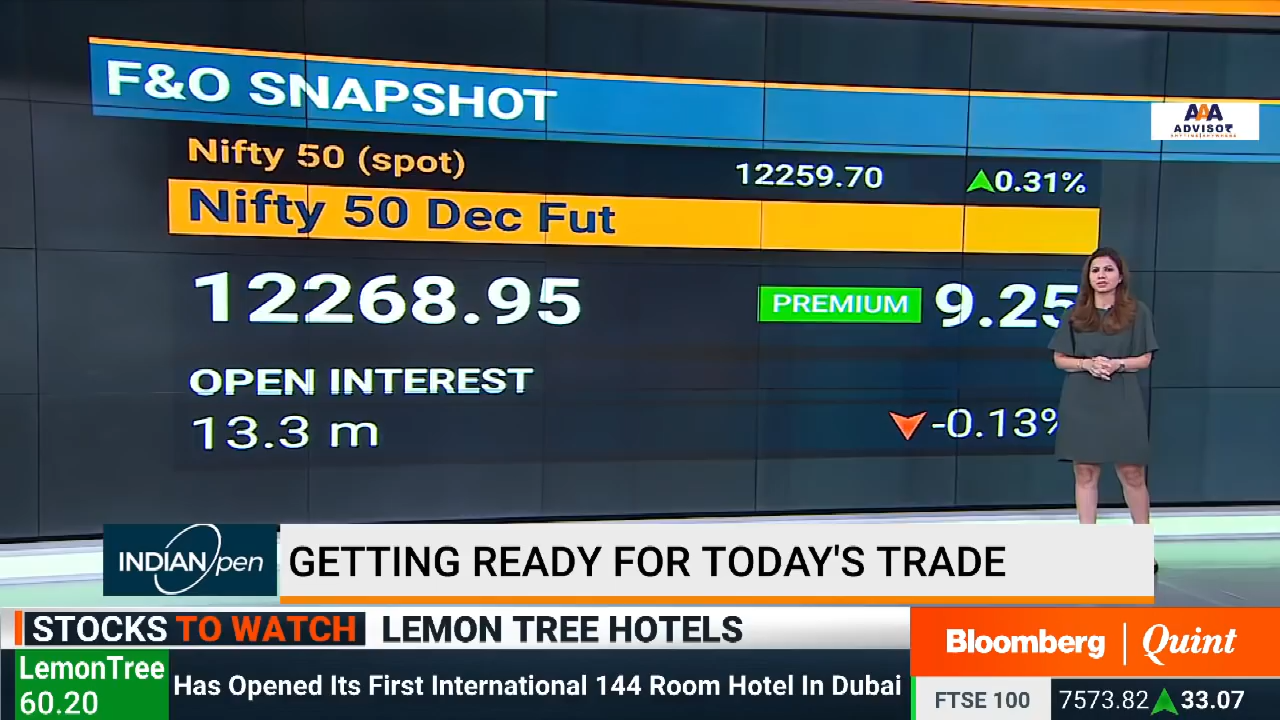 F&O SNAPSHOT
Nifty 50 (spot) 12259.70 ▲0.31%
Nifty 50 Dec Fut
12268.95 PREMIUM 9.25
OPEN INTEREST
13.3 m ▼-0.13%
AAA
ADVISO₹
INDIAN Open GETTING READY FOR TODAY'S TRADE
STOCKS TO WATCH LEMON TREE HOTELS
Bloomberg | Quint
LemonTree
60.20
Has Opened Its First International 144 Room Hotel In Dubai
FTSE 100 7573.82 ▲33.07